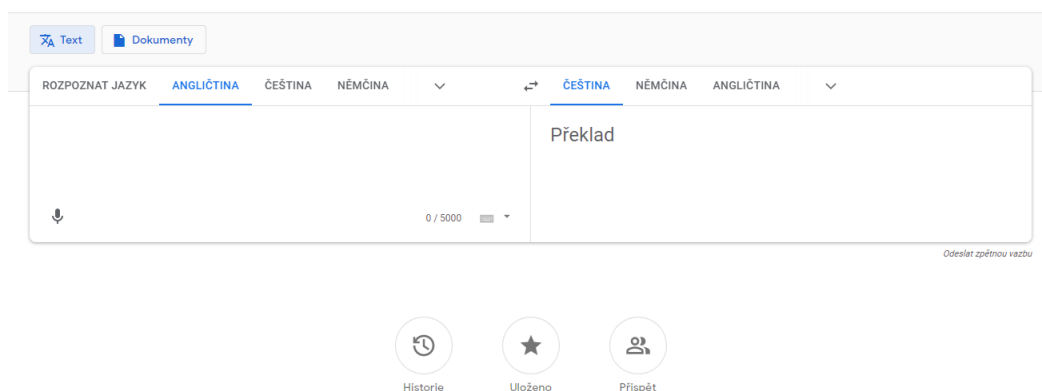 Text Dokumenty
ROZPOZNAT JAZYK ANGLIČTINA ČEŠTINA NĚMČINA ČEŠTINA NĚMČINA ANGLIČTINA
Překlad
0 / 5000
Odeslat zpětnou vazbu
Historie Uloženo Přispět